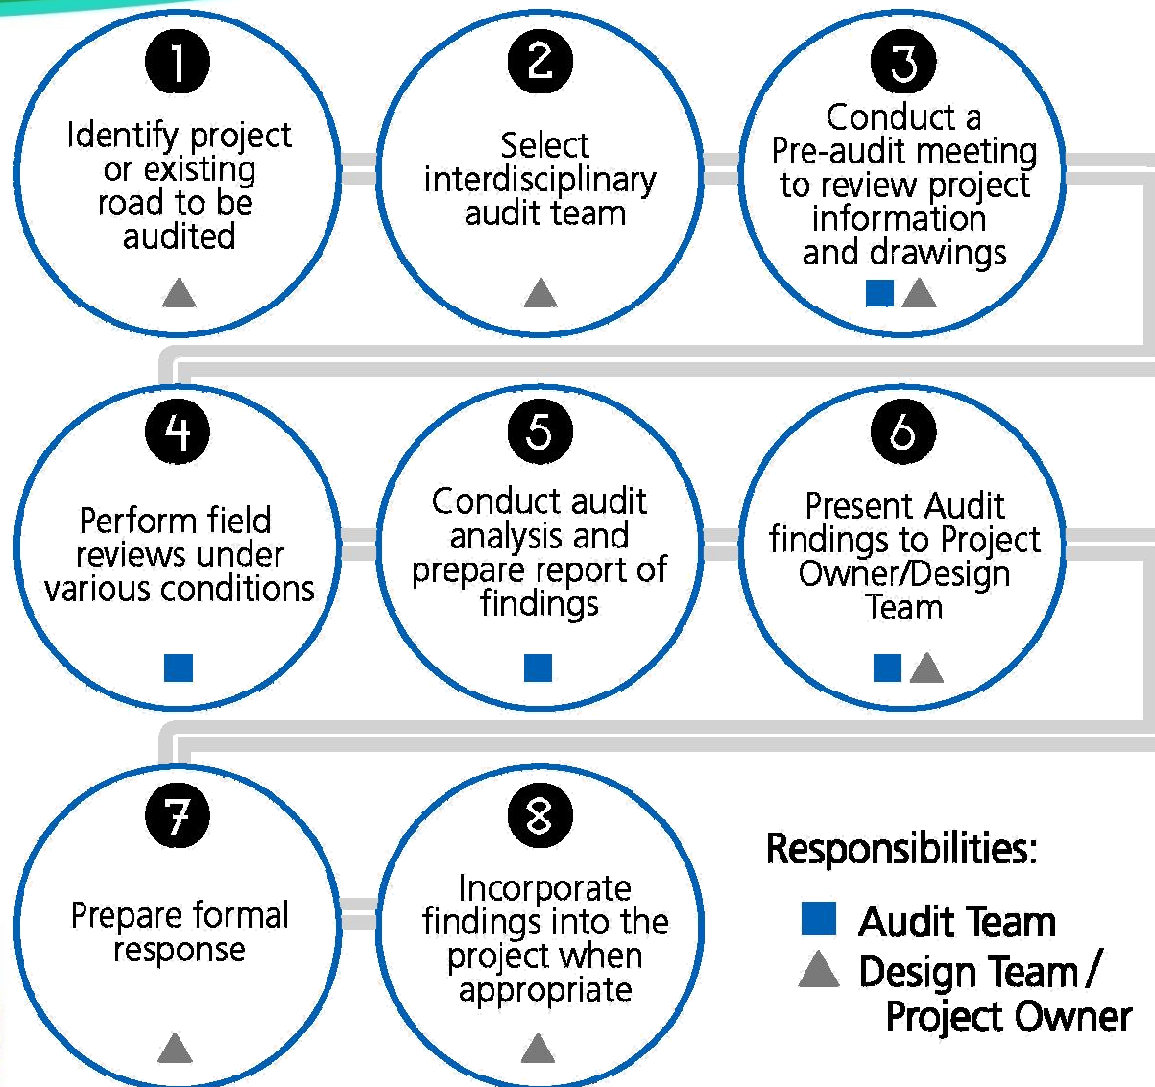 1
Identify project
or existing
road to be
audited
2
Select
interdisciplinary
audit team
3
Conduct a
Pre-audit meeting
to review project
information
and drawings
4
Perform field
reviews under
various conditions
5
Conduct audit
analysis and
prepare report of
findings
6
Present Audit
findings to Project
Owner/Design
Team
7
Prepare formal
response
8
Incorporate
findings into the
project when
appropriate
Responsibilities:
Audit Team
Design Team/
Project Owner